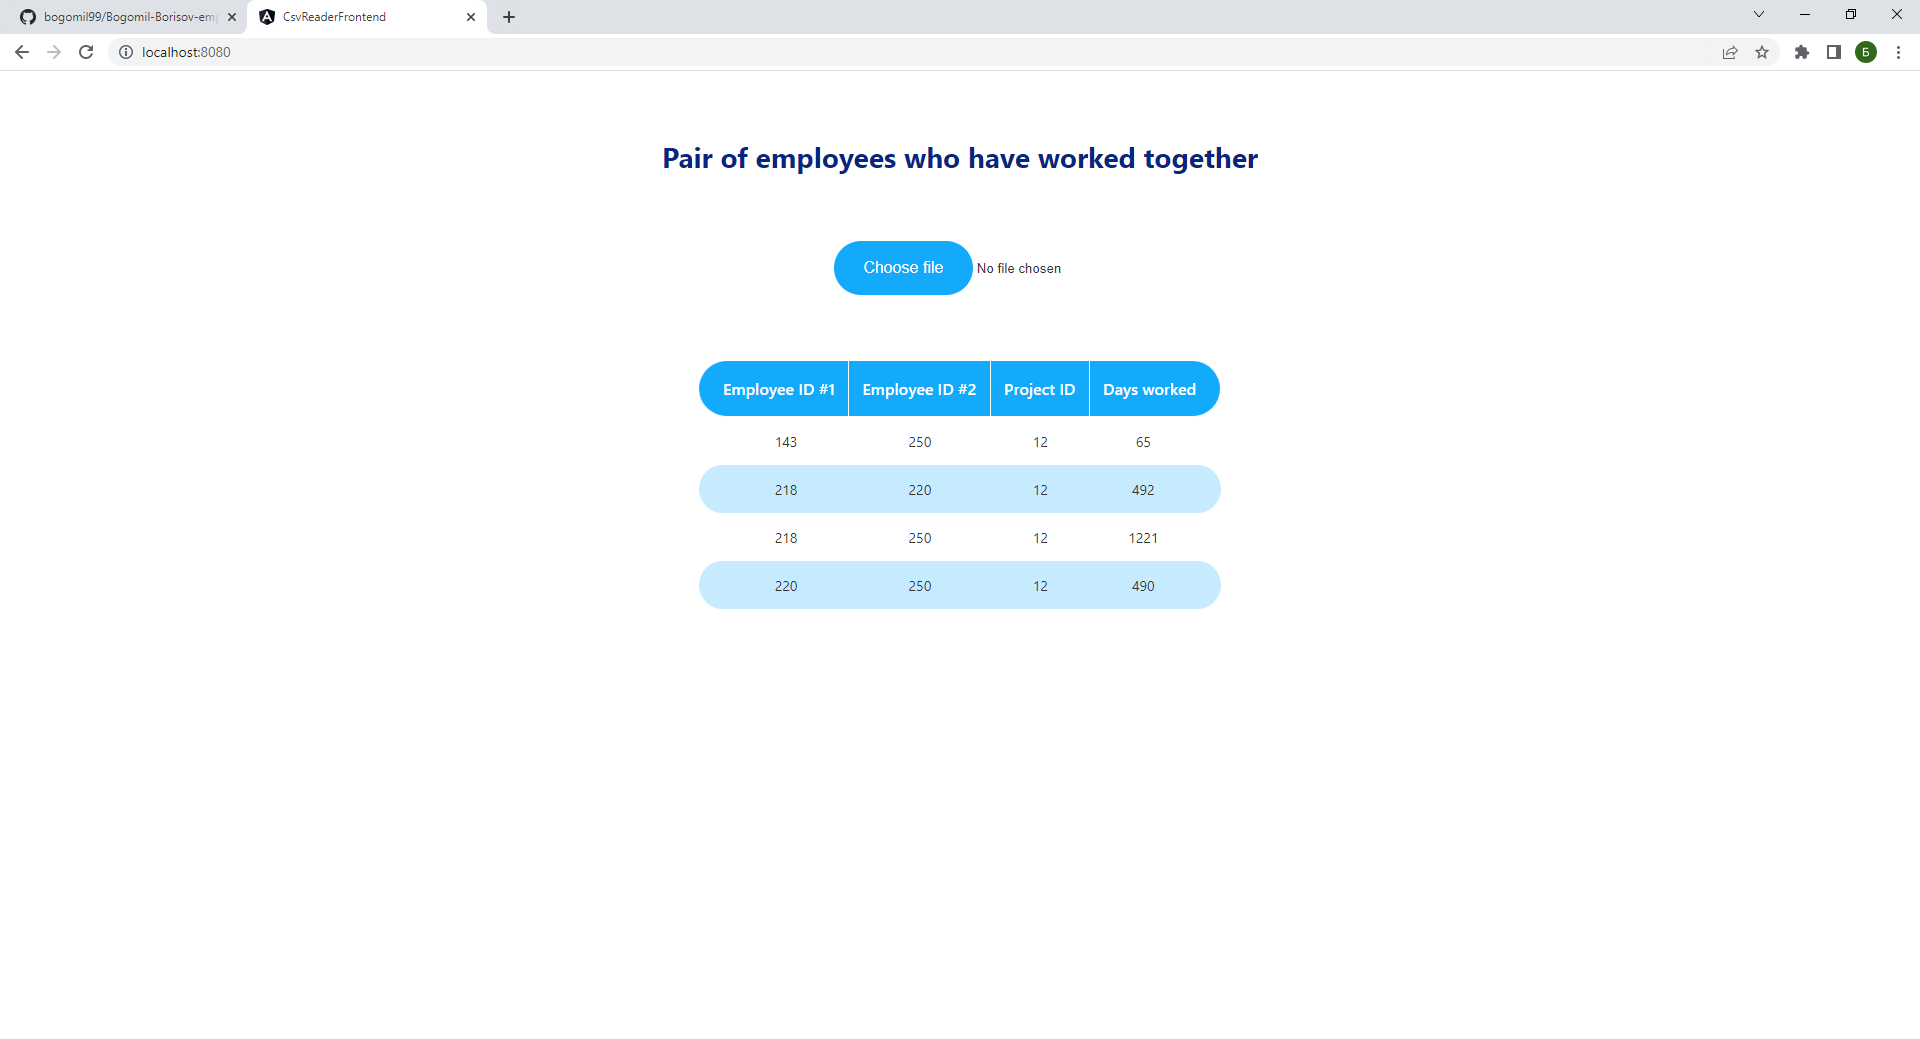 bogomil99/Bogomil-Borisov-em
CsvReaderFrontend
localhost:8080
Б
Pair of employees who have worked together
Choose file No file chosen
Employee ID #1 Employee ID #2 Project ID Days worked
143 250 12 65
218 220 12 492
218 250 12 1221
220 250 12 490